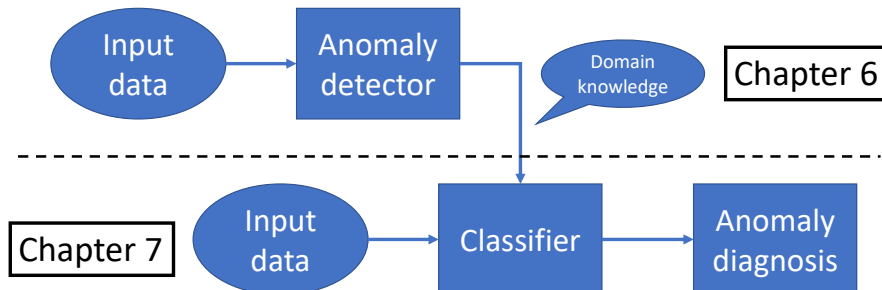 Input
data
Anomaly
detector
Domain
knowledge
Chapter 6
Chapter 7
Input
data
Classifier
Anomaly
diagnosis